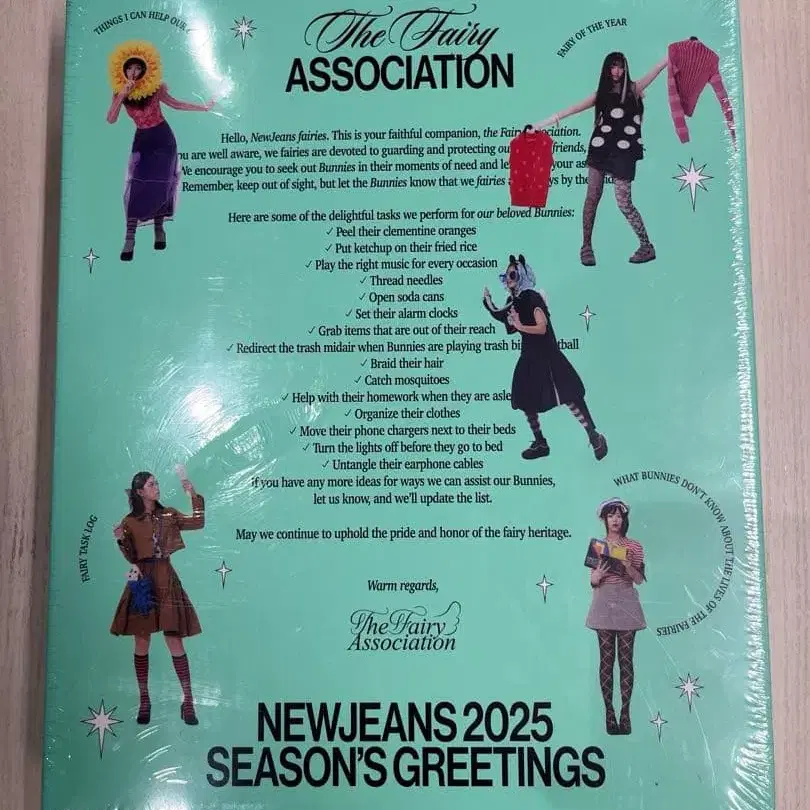 THINGS I CAN HELP OUR
The Fairy
ASSOCIATION
FAIRY OF THE YEAR
Hello, NewJeans fairies. This is your faithful companion, the Fairy Association.
you are well aware, we fairies are devoted to guarding and protecting our friends,
We encourage you to seek out Bunnies in their moments of need and your
Remember, keep out of sight, but let the Bunnies know that we fairies by their
Here are some of the delightful tasks we perform for our beloved Bunnies:
✓ Peel their clementine oranges
✓ Put ketchup on their fried rice
✓ Play the right music for every occasion
✓ Thread needles
✓ Open soda cans
✓ Set their alarm clocks
✓ Grab items that are out of their reach
✓ Redirect the trash midair when Bunnies are playing trash
✓ Braid their hair
✓ Catch mosquitoes
✓ Help with their homework when they are
✓ Organize their clothes
✓ Move their phone chargers next to their beds
✓ Turn the lights off before they go to bed
✓ Untangle their earphone cables
If you have any more ideas for ways we can assist our Bunnies,
let us know, and we'll update the list.
May we continue to uphold the pride and honor of the fairy heritage.
FAIRY TASK LOG
WHAT BUNNIES DON'T KNOW ABOUT THE LIVES OF THE FAIRIES
Warm regards,
The Fairy
Association
NEWJEANS 2025
SEASON'S GREETINGS